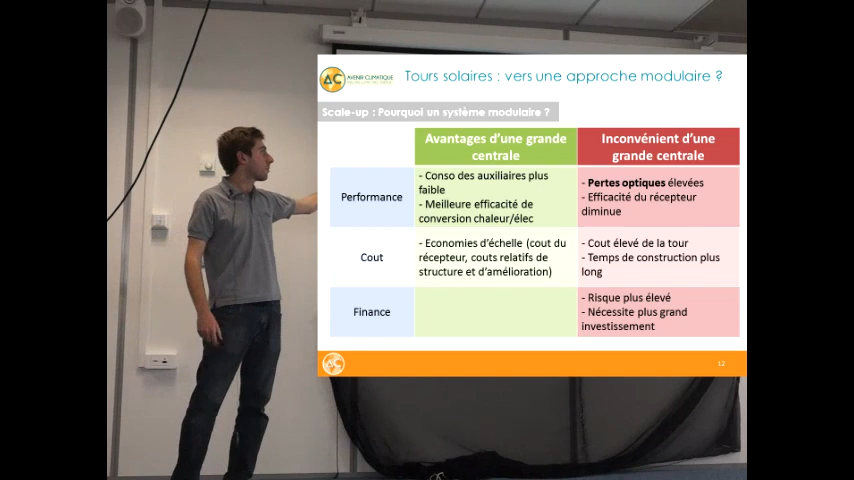 AVENIR CLIMATIQUE
Tours solaires : vers une approche modulaire ?
Scale-up : Pourquoi un système modulaire ?
Avantages d'une grande
centrale
Inconvénient d'une
grande centrale
Performance
- Conso des auxiliaires plus
faible
- Meilleure efficacité de
conversion chaleur/élec
- Pertes optiques élevées
- Efficacité du récepteur
diminue
Cout
- Economies d'échelle (cout du
récepteur, couts relatifs de
structure et d'amélioration)
- Cout élevé de la tour
- Temps de construction plus
long
Finance
- Risque plus élevé
- Nécessite plus grand
investissement
AC
12